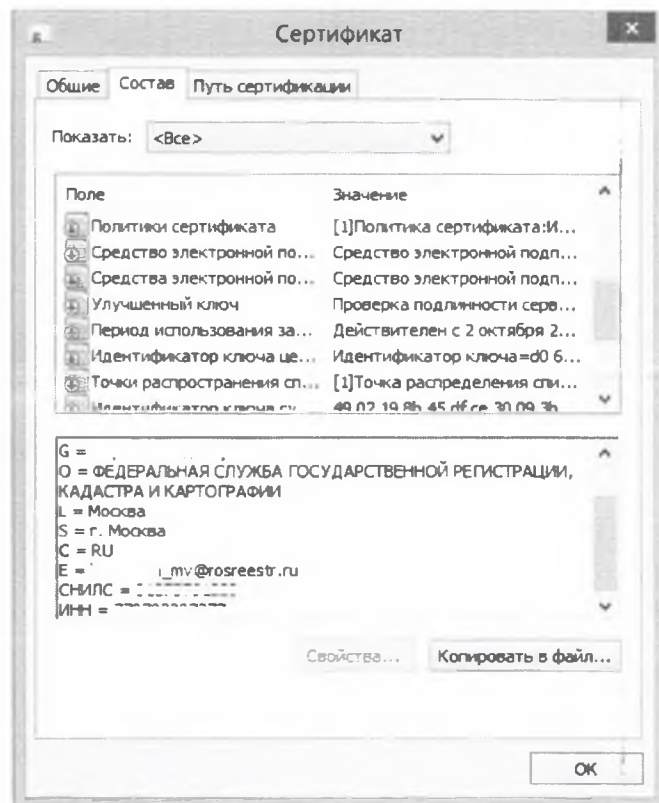 Сертификат
Общие Состав Путь сертификации
Показать: <Все>
Поле Значение
Политики сертификата [1]Политика сертификата:И...
Средство электронной по... Средство электронной подп...
Средства электронной по... Средство электронной подп...
Улучшенный ключ Проверка подлинности серв...
Период использования за... Действителен с 2 октября 2...
Идентификатор ключа це... Идентификатор ключа=d0 6...
Точки распространения сп... [1]Точка распределения спи...
Идентификатор ключа су 49 02 19 8b 45 df ce 30 09 3b
G =
O = ФЕДЕРАЛЬНАЯ СЛУЖБА ГОСУДАРСТВЕННОЙ РЕГИСТРАЦИИ,
КАДАСТРА И КАРТОГРАФИИ
L = Москва
S = г. Москва
C = RU
E = _mv@rosreestr.ru
СНИЛС =
ИНН =
Свойства... Копировать в файл...
ОК